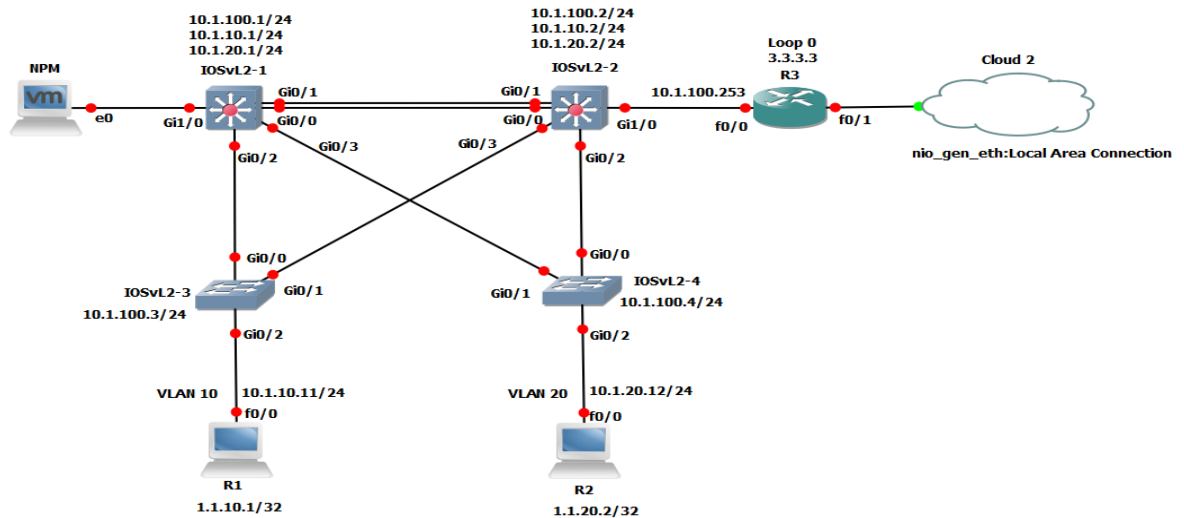 10.1.100.1/24
10.1.10.1/24
10.1.20.1/24
IOSvL2-1
10.1.100.2/24
10.1.10.2/24
10.1.20.2/24
IOSvL2-2
Loop 0
3.3.3.3
R3
Cloud 2
NPM
vm
e0
Gi1/0
Gi0/1
Gi0/0
Gi0/1
Gi0/0
Gi1/0
10.1.100.253
f0/0
f0/1
nio_gen_eth:Local Area Connection
Gi0/2
Gi0/3
Gi0/3
Gi0/2
Gi0/0
Gi0/1
IOSvL2-3
10.1.100.3/24
Gi0/2
Gi0/0
Gi0/1
IOSvL2-4
10.1.100.4/24
Gi0/2
VLAN 10
10.1.10.11/24
f0/0
R1
1.1.10.1/32
VLAN 20
10.1.20.12/24
f0/0
R2
1.1.20.2/32